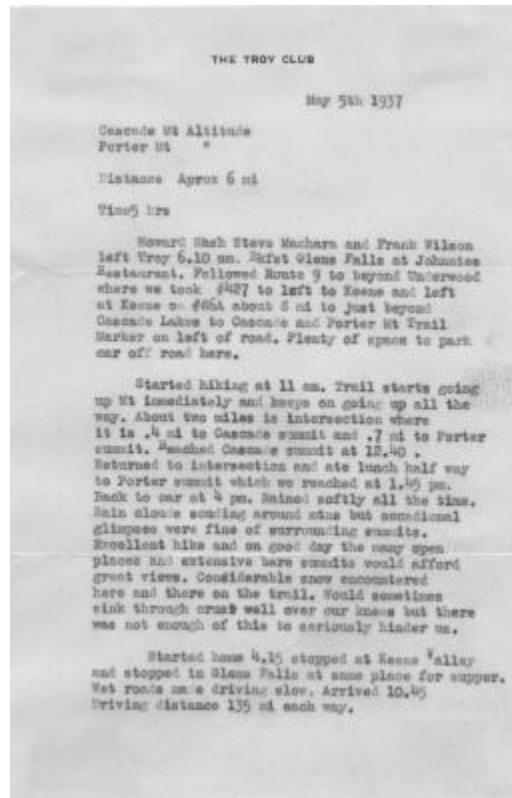 THE TROY CLUB
May 5th 1937
Cascade Mt Altitude
Porter Mt "
Distance Aprox 6 mi
Time5 hrs
Howard Nash Steve Machara and Frank Wilson
left Troy 6.10 am. Bkfst Glens Falls at Johnnies
Restaurant. Followed Route 9 to beyond Underwood
where we took #427 to left to Keene and left
at Keene on #86A about 6 mi to just beyond
Cascade Lakes to Cascade and Porter Mt Trail
Marker on left of road. Plenty of space to park
car off road here.
Started hiking at 11 am. Trail starts going
up Mt immediately and keeps on going up all the
way. About two miles is intersection where
it is .4 mi to Cascade summit and .7 mi to Porter
summit. Reached Cascade summit at 12.40 .
Returned to intersection and ate lunch half way
to Porter summit which we reached at 1.45 pm.
Back to car at 4 pm. Rained softly all the time.
Rain clouds scuding around mtns but occasional
glimpses were fine of surrounding summits.
Excellent hike and on good day the many open
places and extensive bare summits would afford
great views. Considerable snow encountered
here and there on the trail. Would sometimes
sink through crust well over our knees but there
was not enough of this to seriously hinder us.
Started home 4.15 stopped at Keene Valley
and stopped in Glens Falls at same place for supper.
Wet roads made driving slow. Arrived 10.45
Driving distance 135 mi each way.